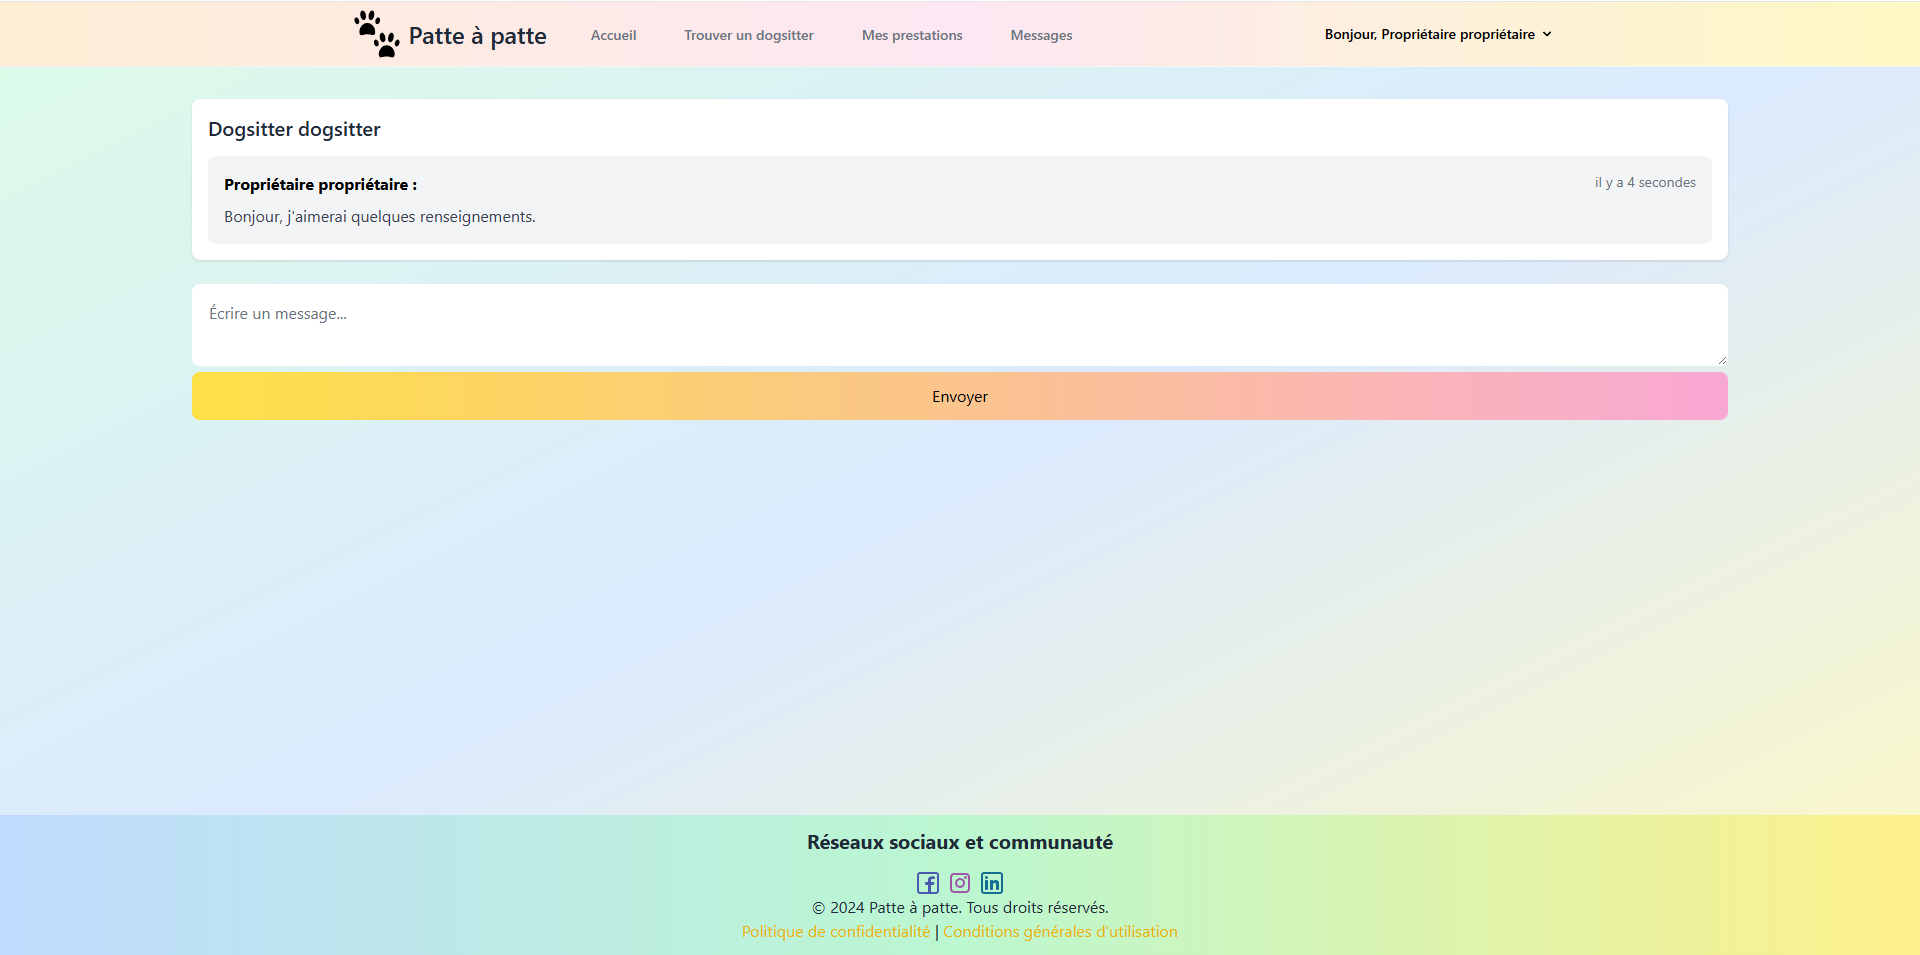 Patte à patte
Accueil
Trouver un dogsitter
Mes prestations
Messages
Bonjour, Propriétaire propriétaire
Dogsitter dogsitter
Propriétaire propriétaire :
il y a 4 secondes
Bonjour, j'aimerai quelques renseignements.
Écrire un message...
Envoyer
Réseaux sociaux et communauté
© 2024 Patte à patte. Tous droits réservés.
Politique de confidentialité | Conditions générales d'utilisation